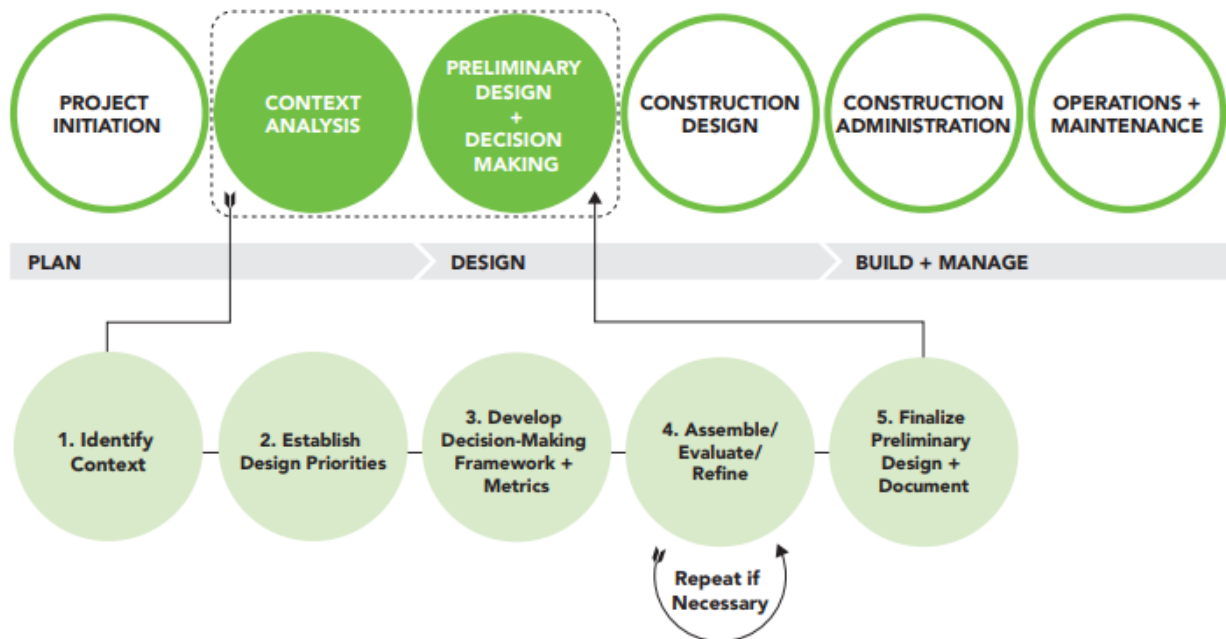 PROJECT
INITIATION
CONTEXT
ANALYSIS
PRELIMINARY
DESIGN
+
DECISION
MAKING
CONSTRUCTION
DESIGN
CONSTRUCTION
ADMINISTRATION
OPERATIONS +
MAINTENANCE
PLAN
DESIGN
BUILD + MANAGE
1. Identify
Context
2. Establish
Design Priorities
3. Develop
Decision-Making
Framework +
Metrics
4. Assemble/
Evaluate/
Refine
5. Finalize
Preliminary
Design +
Document
Repeat if
Necessary